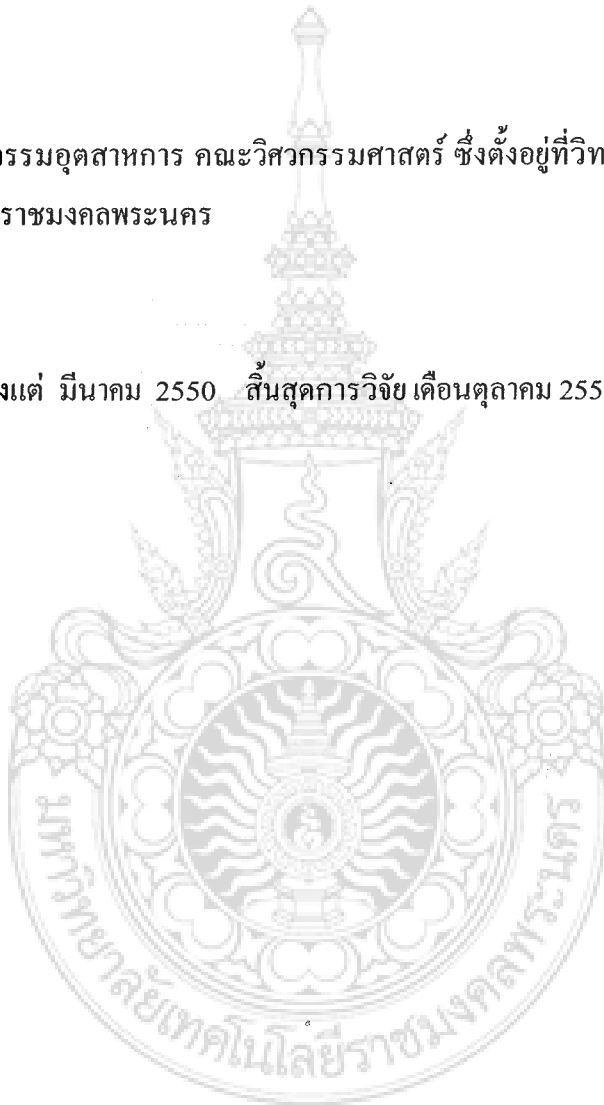 วรรมอุตสาหการ คณะวิศวกรรมศาสตร์ ซึ่งตั้งอยู่ที่วิท
ราชมงคลพระนคร
งแต่ มีนาคม 2550 สิ้นสุดการวิจัย เดือนตุลาคม 255
มหาวิทยาลัยเทคโนโลยีราชมงคลพระนคร